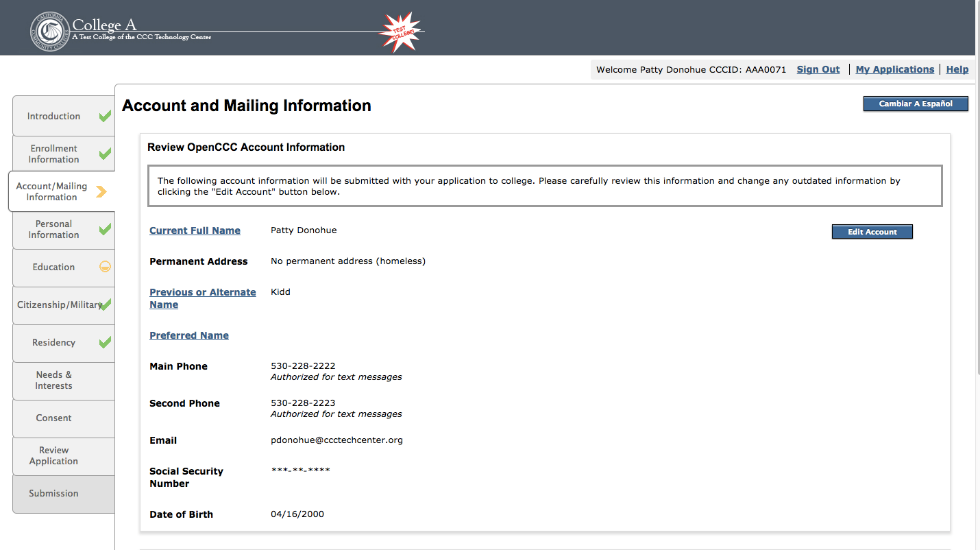 College A
A Test College of the CCC Technology Center
TEST
COLLEGE!
Welcome Patty Donohue CCCID: AAA0071 Sign Out | My Applications | Help
Introduction
Enrollment
Information
Account/Mailing
Information
Personal
Information
Education
Citizenship/Military
Residency
Needs &
Interests
Consent
Review
Application
Submission
Account and Mailing Information
Cambiar A Español
Review OpenCCC Account Information
The following account information will be submitted with your application to college. Please carefully review this information and change any outdated information by
clicking the "Edit Account" button below.
Current Full Name Patty Donohue
Edit Account
Permanent Address No permanent address (homeless)
Previous or Alternate
Name
Kidd
Preferred Name
Main Phone 530-228-2222
Authorized for text messages
Second Phone 530-228-2223
Authorized for text messages
Email pdonohue@ccctechcenter.org
Social Security
Number
***-**-****
Date of Birth 04/16/2000